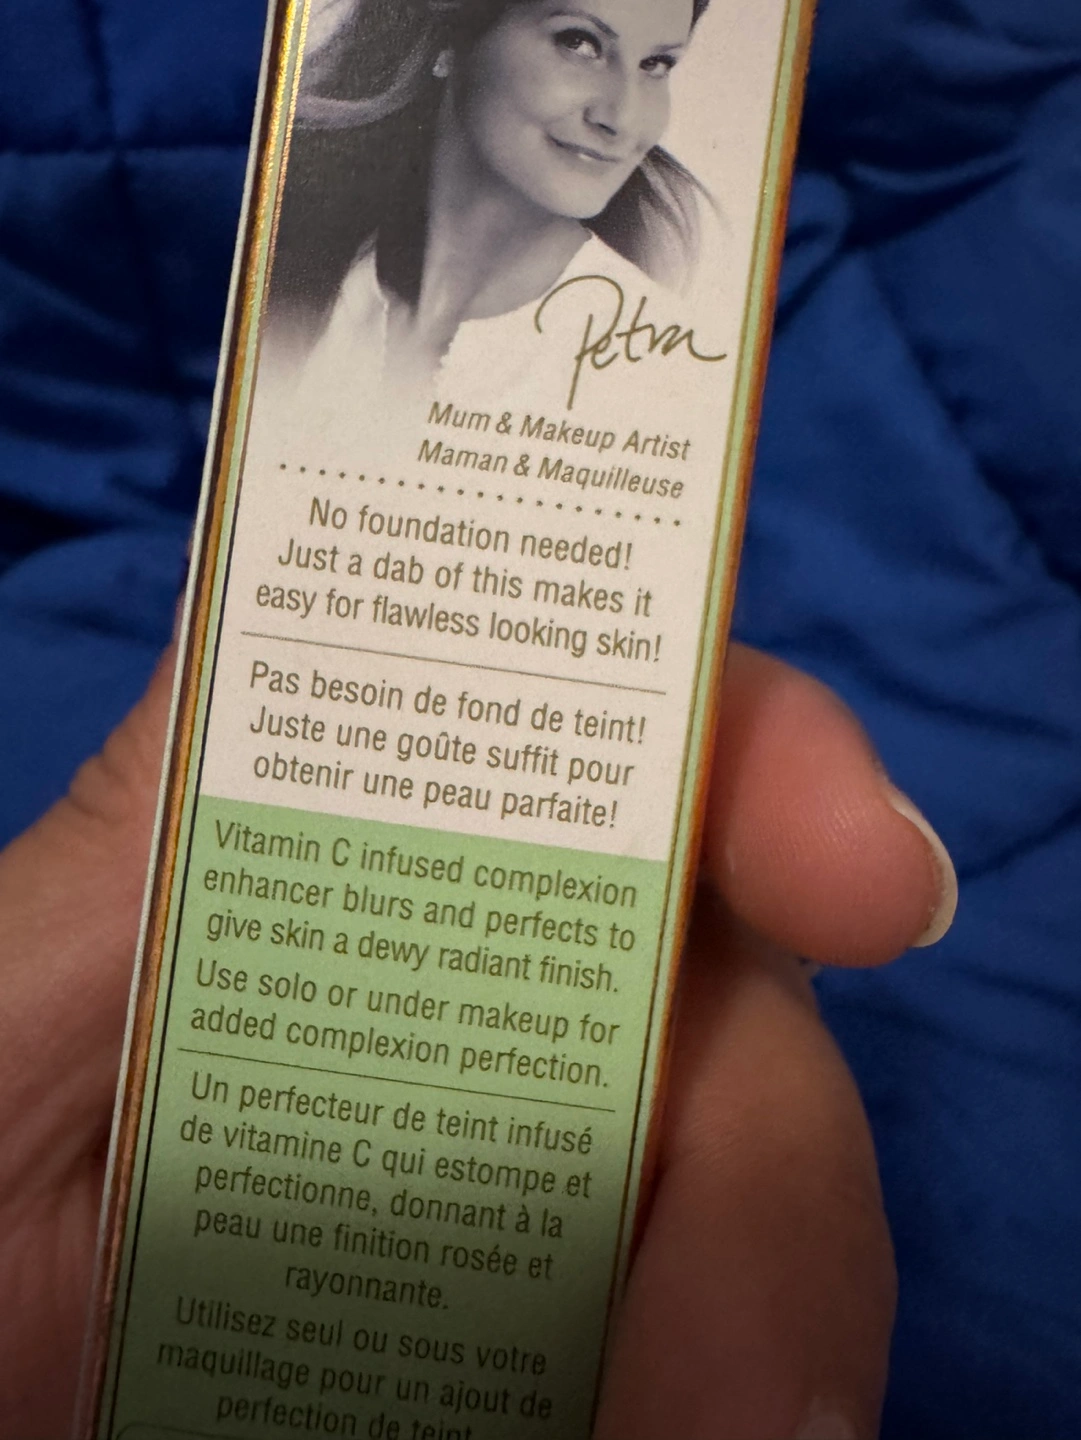 Petra
Mum & Makeup Artist
Maman & Maquilleuse
No foundation needed!
Just a dab of this makes it
easy for flawless looking skin!
Pas besoin de fond de teint!
Juste une goûte suffit pour
obtenir une peau parfaite!
Vitamin C infused complexion
enhancer blurs and perfects to
give skin a dewy radiant finish.
Use solo or under makeup for
added complexion perfection.
Un perfecteur de teint infusé
de vitamine C qui estompe et
perfectionne, donnant à la
peau une finition rosée et
rayonnante.
Utilisez seul ou sous votre
maquillage pour un ajout de
perfection de teint